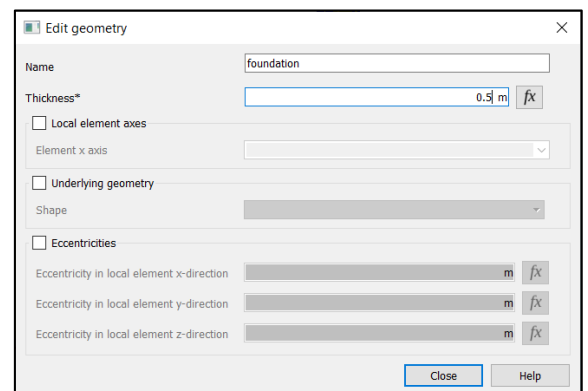 Edit geometry
Name foundation
Thickness* 0.5 m fx
Local element axes
Element x axis
Underlying geometry
Shape
Eccentricities
Eccentricity in local element x-direction m fx
Eccentricity in local element y-direction m fx
Eccentricity in local element z-direction m fx
Close Help